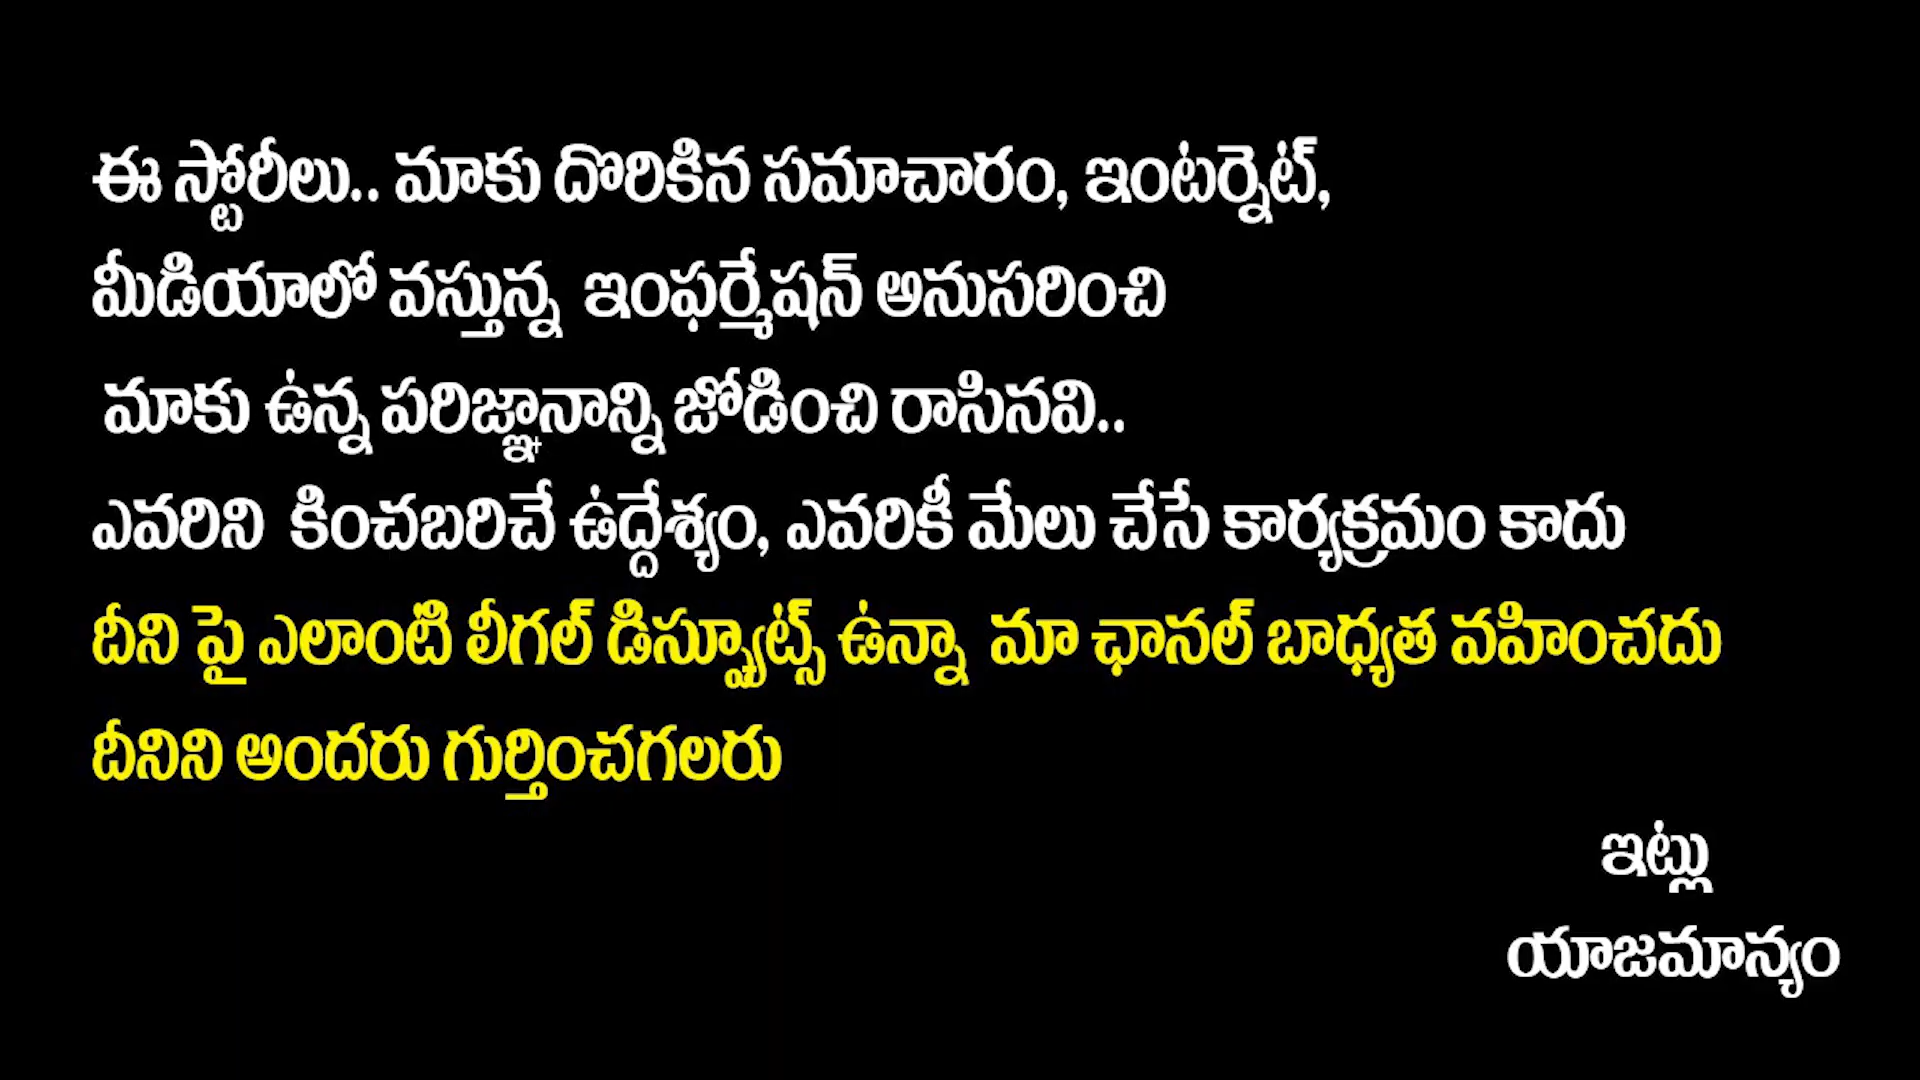 ఈ స్టోరీలు.. మాకు దొరికిన సమాచారం, ఇంటర్నెట్,
మీడియాలో వస్తున్న ఇంఫర్మేషన్ అనుసరించి
మాకు ఉన్న పరిజ్ఞానాన్ని జోడించి రాసినవి..
ఎవరిని కించబరిచే ఉద్దేశ్యం, ఎవరికీ మేలు చేసే కార్యక్రమం కాదు
దీని పై ఎలాంటి లీగల్ డిస్ప్యూట్స్ ఉన్నా మా ఛానల్ బాధ్యత వహించదు
దీనిని అందరు గుర్తించగలరు
ఇట్లు
యాజమాన్యం